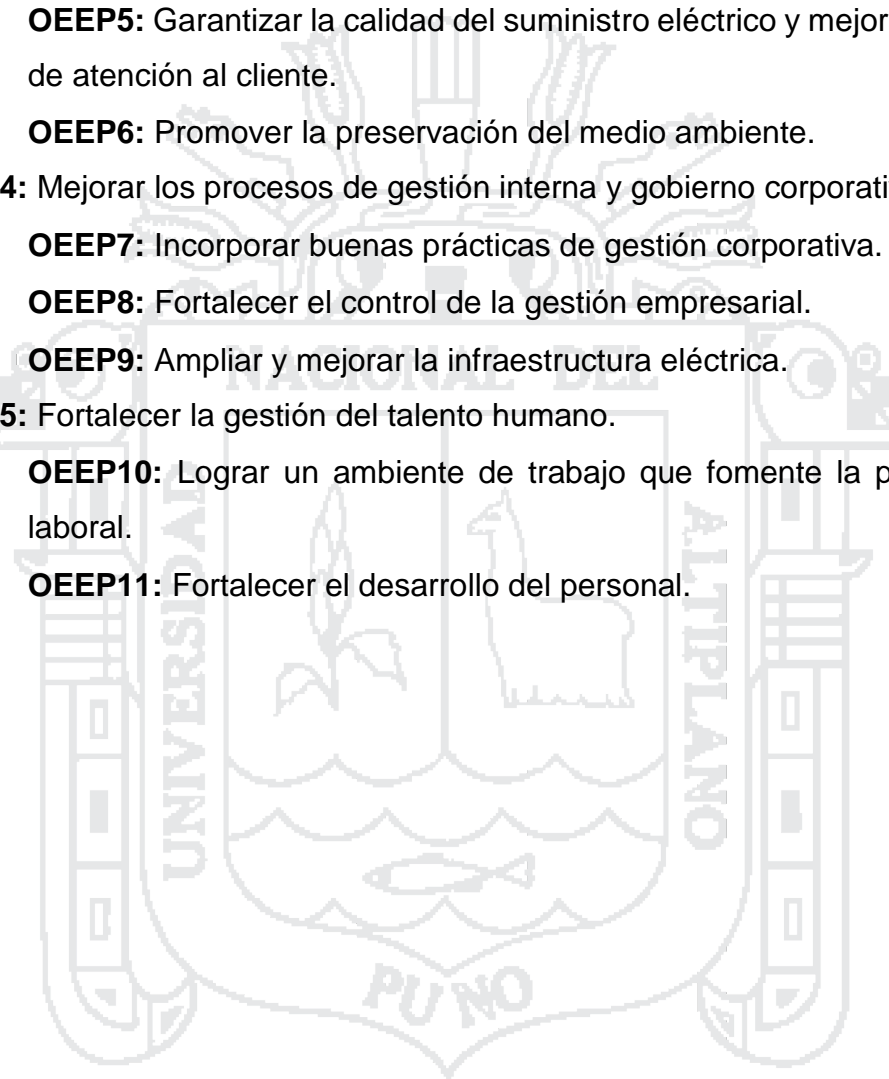 OEEP5: Garantizar la calidad del suministro eléctrico y mejor
de atención al cliente.
OEEP6: Promover la preservación del medio ambiente.
4: Mejorar los procesos de gestión interna y gobierno corporati
OEEP7: Incorporar buenas prácticas de gestión corporativa.
OEEP8: Fortalecer el control de la gestión empresarial.
OEEP9: Ampliar y mejorar la infraestructura eléctrica.
NACIONAL DEL
5: Fortalecer la gestión del talento humano.
OEEP10: Lograr un ambiente de trabajo que fomente la p
laboral.
OEEP11: Fortalecer el desarrollo del personal.
UNIVERSIDAD
ALTIPLANO
PUNO